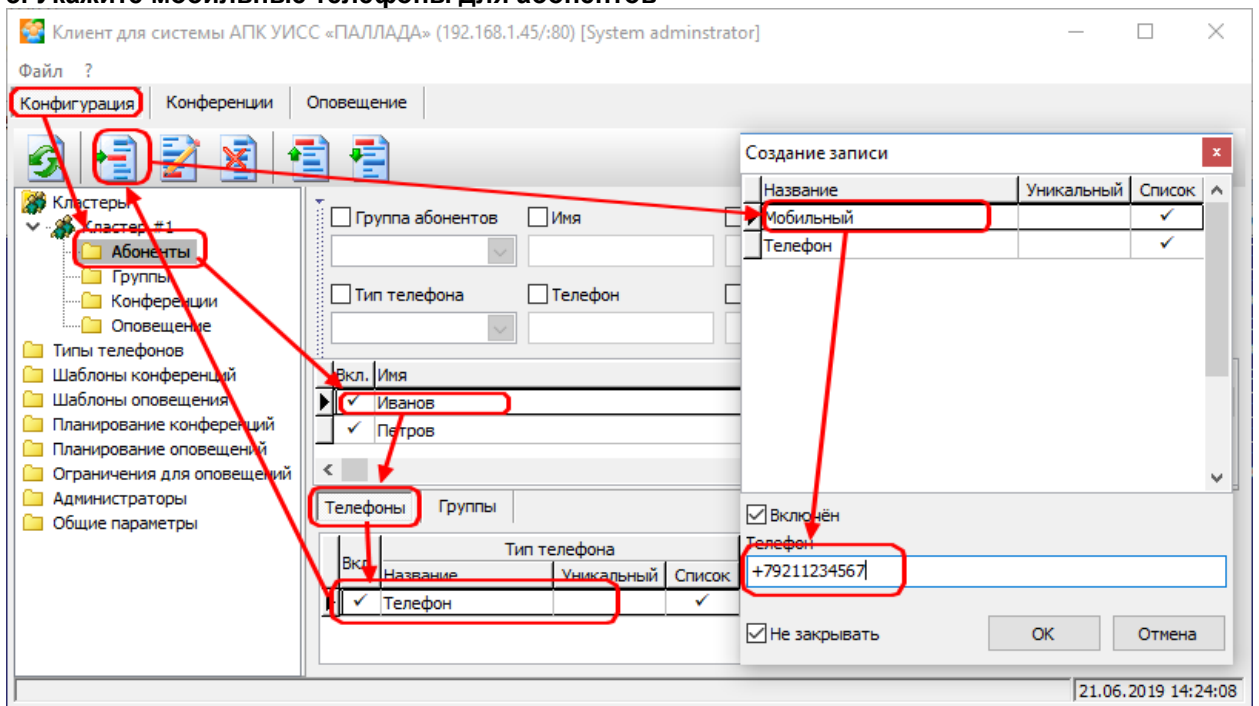 Клиент для системы АПК УИСС «ПАЛЛАДА» (192.168.1.45/:80) [System adminstrator]
Файл ?
Конфигурация Конференции Оповещение
Кластеры
Кластер #1
Абоненты
Группы
Конференции
Оповещение
Типы телефонов
Шаблоны конференций
Шаблоны оповещения
Планирование конференций
Планирование оповещений
Ограничения для оповещений
Администраторы
Общие параметры
Группа абонентов Имя
Тип телефона Телефон
Вкл. Имя
Иванов
Петров
Телефоны Группы
Тип телефона
Вкл. Название Уникальный Список
Телефон
Создание записи
Название Уникальный Список
Мобильный
Телефон
Включён
Телефон
+79211234567
Не закрывать OK Отмена
21.06.2019 14:24:08